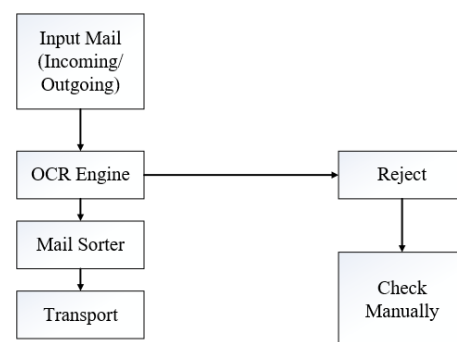 Input Mail
(Incoming/
Outgoing)
OCR Engine
Reject
Mail Sorter
Check
Manually
Transport